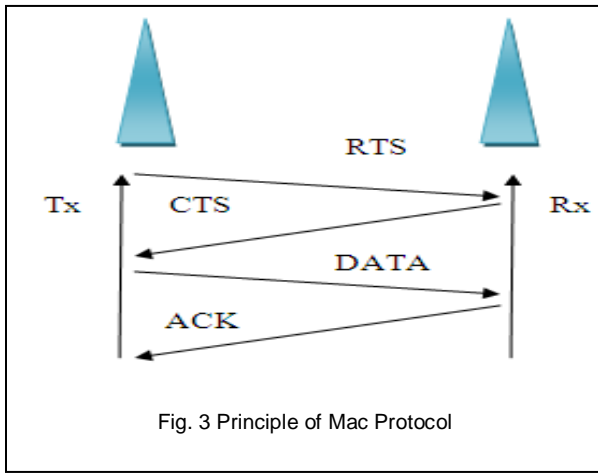 RTS
Tx
CTS
Rx
DATA
ACK
Fig. 3 Principle of Mac Protocol